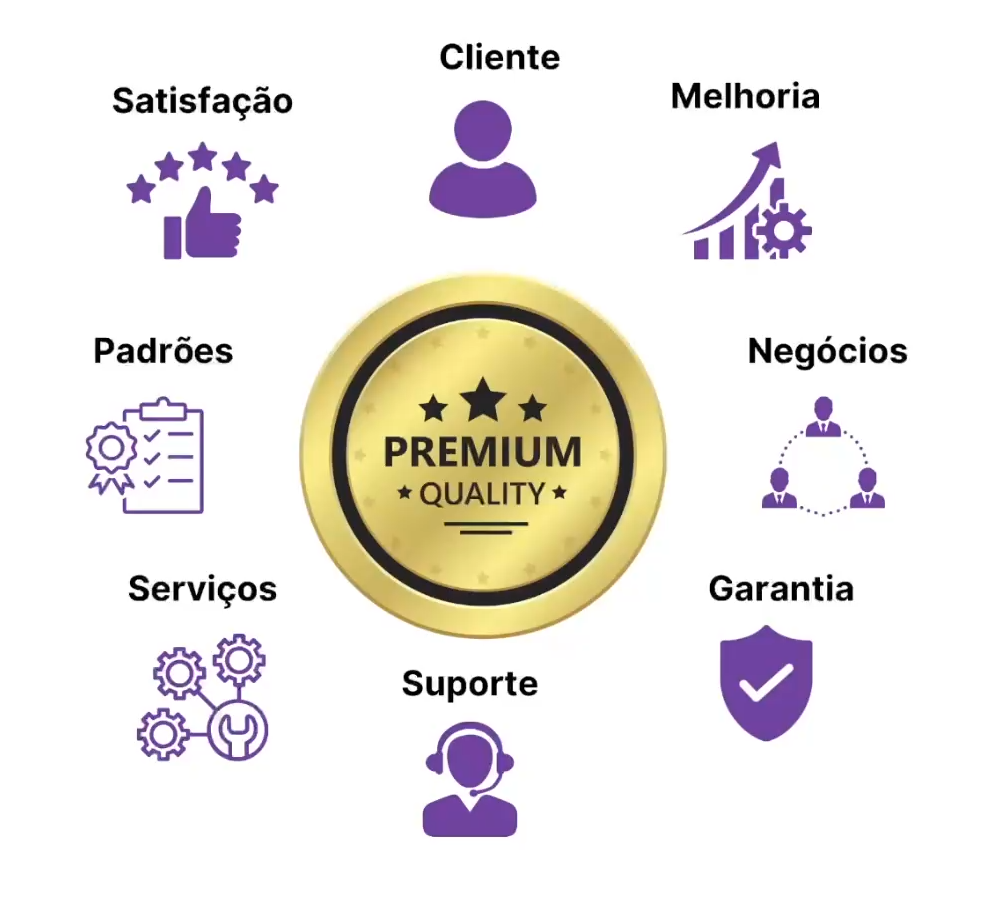 Cliente
Satisfação
Melhoria
Padrões
Negócios
PREMIUM
QUALITY
Serviços
Garantia
Suporte